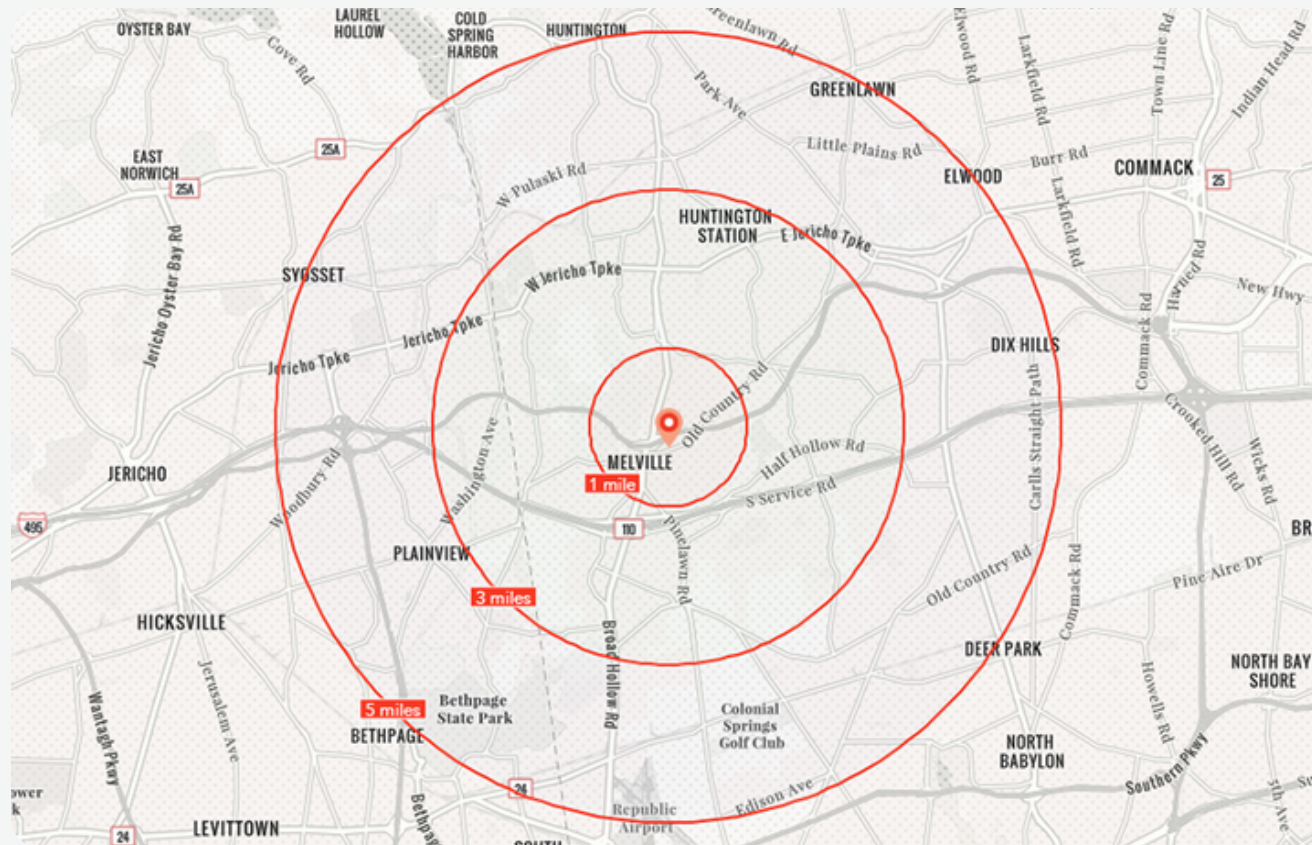 OYSTER BAY
LAUREL
HOLLOW
COLD
SPRING
HARBOR
HUNTINGTON
Greenlawn Rd
Elwood Rd
Larkfield Rd
Town Line Rd
Indian Head Rd
Cove Rd
Park Ave
GREENLAWN
25A
Little Plains Rd
Burr Rd
COMMACK
25
EAST
NORWICH
25A
W Pulaski Rd
ELWOOD
Larkfield Rd
HUNTINGTON
STATION
E Jericho Tpke
Jericho Oyster Bay Rd
SYOSSET
W Jericho Tpke
Harned Rd
New Hwy
Jericho Tpke
Jericho Tpke
DIX HILLS
Commack Rd
Old Country Rd
Carlls Straight Path
Crooked Hill Rd
Wicks Rd
JERICHO
Woodbury Rd
Washington Ave
MELVILLE
1 mile
Half Hollow Rd
S Service Rd
495
110
Pinelawn Rd
BR
PLAINVIEW
3 miles
Old Country Rd
Commack Rd
Pine Aire Dr
HICKSVILLE
Jerusalem Ave
Broad Hollow Rd
DEER PARK
Howells Rd
NORTH BAY
SHORE
Wantagh Pkwy
5 miles
BETHPAGE
Bethpage
State Park
Colonial
Springs
Golf Club
NORTH
BABYLON
Southern Pkwy
24
Edison Ave
Republic
Airport
5th Ave
ower
k
24
LEVITTOWN
Bethpag
SOUTH